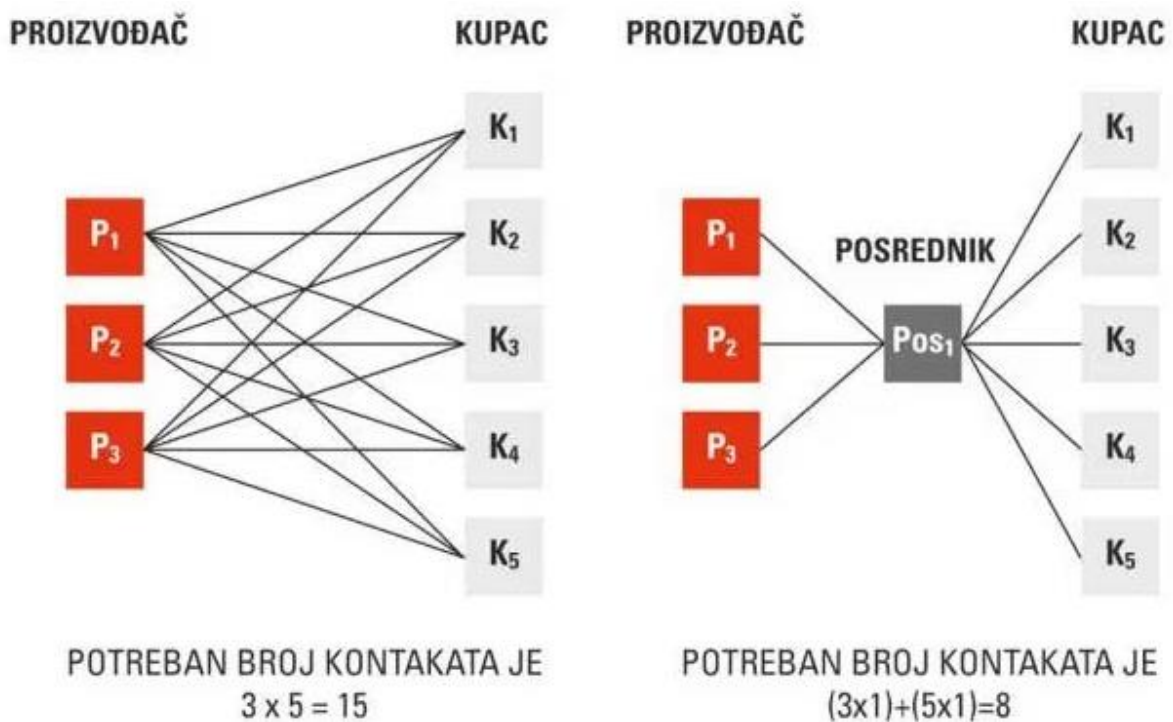 PROIZVOĐAČ
KUPAC
K₁
P₁
K₂
P₂
K₃
P₃
K₄
K₅
POTREBAN BROJ KONTAKATA JE
3 x 5 = 15
PROIZVOĐAČ
KUPAC
K₁
P₁
K₂
POSREDNIK
P₂
Pos₁
K₃
P₃
K₄
K₅
POTREBAN BROJ KONTAKATA JE
(3x1)+(5x1)=8